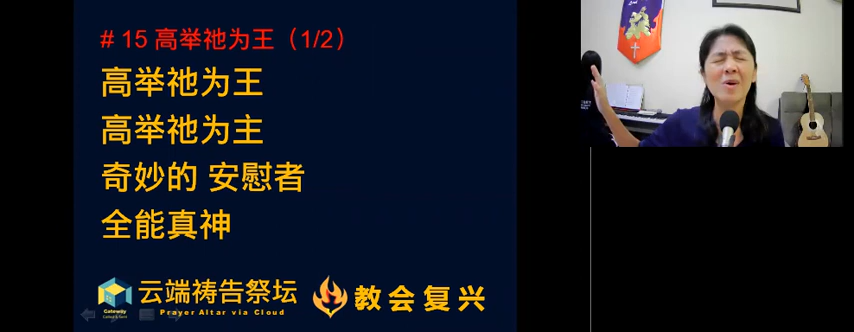 # 15 高举祂为王（1/2）
高举祂为王
高举祂为主
奇妙的 安慰者
全能真神
云端祷告祭坛
Prayer Altar via Cloud
Gateway
教会复兴